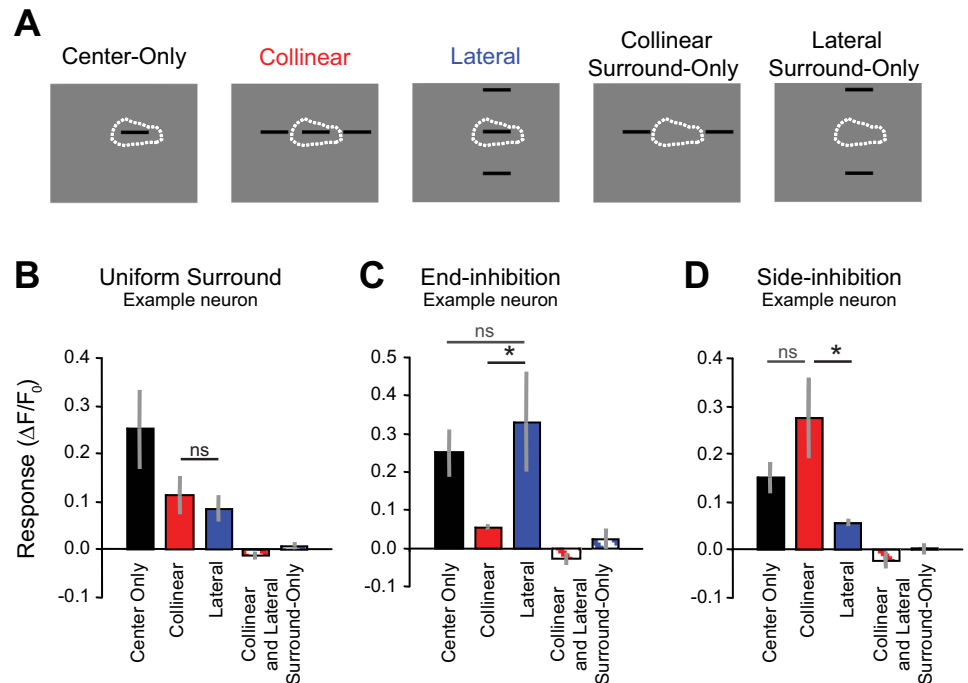 A
Center-Only
Collinear
Lateral
Collinear
Surround-Only
Lateral
Surround-Only
B
Uniform Surround
Example neuron
Response (ΔF/F0)
0.4
0.3
0.2
0.1
0.0
-0.1
ns
Center Only
Collinear
Lateral
Collinear
and Lateral
Surround-Only
C
End-inhibition
Example neuron
0.5
0.4
0.3
0.2
0.1
0.0
-0.1
ns
*
Center Only
Collinear
Lateral
Collinear
and Lateral
Surround-Only
D
Side-inhibition
Example neuron
0.4
0.3
0.2
0.1
0.0
-0.1
ns
*
Center Only
Collinear
Lateral
Collinear
and Lateral
Surround-Only